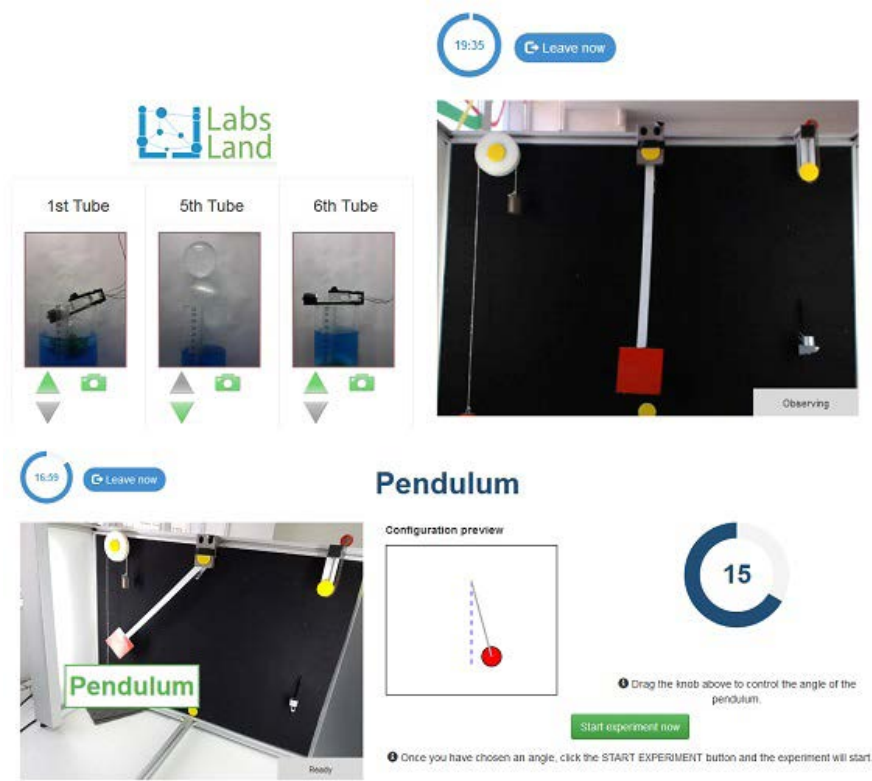 19:35
Leave now
Labs
Land
1st Tube
5th Tube
6th Tube
Observing
16:59
Leave now
Pendulum
Configuration preview
15
Pendulum
Drag the knob above to control the angle of the
pendulum.
Start experiment now
Once you have chosen an angle, click the START EXPERIMENT button and the experiment will start
Ready